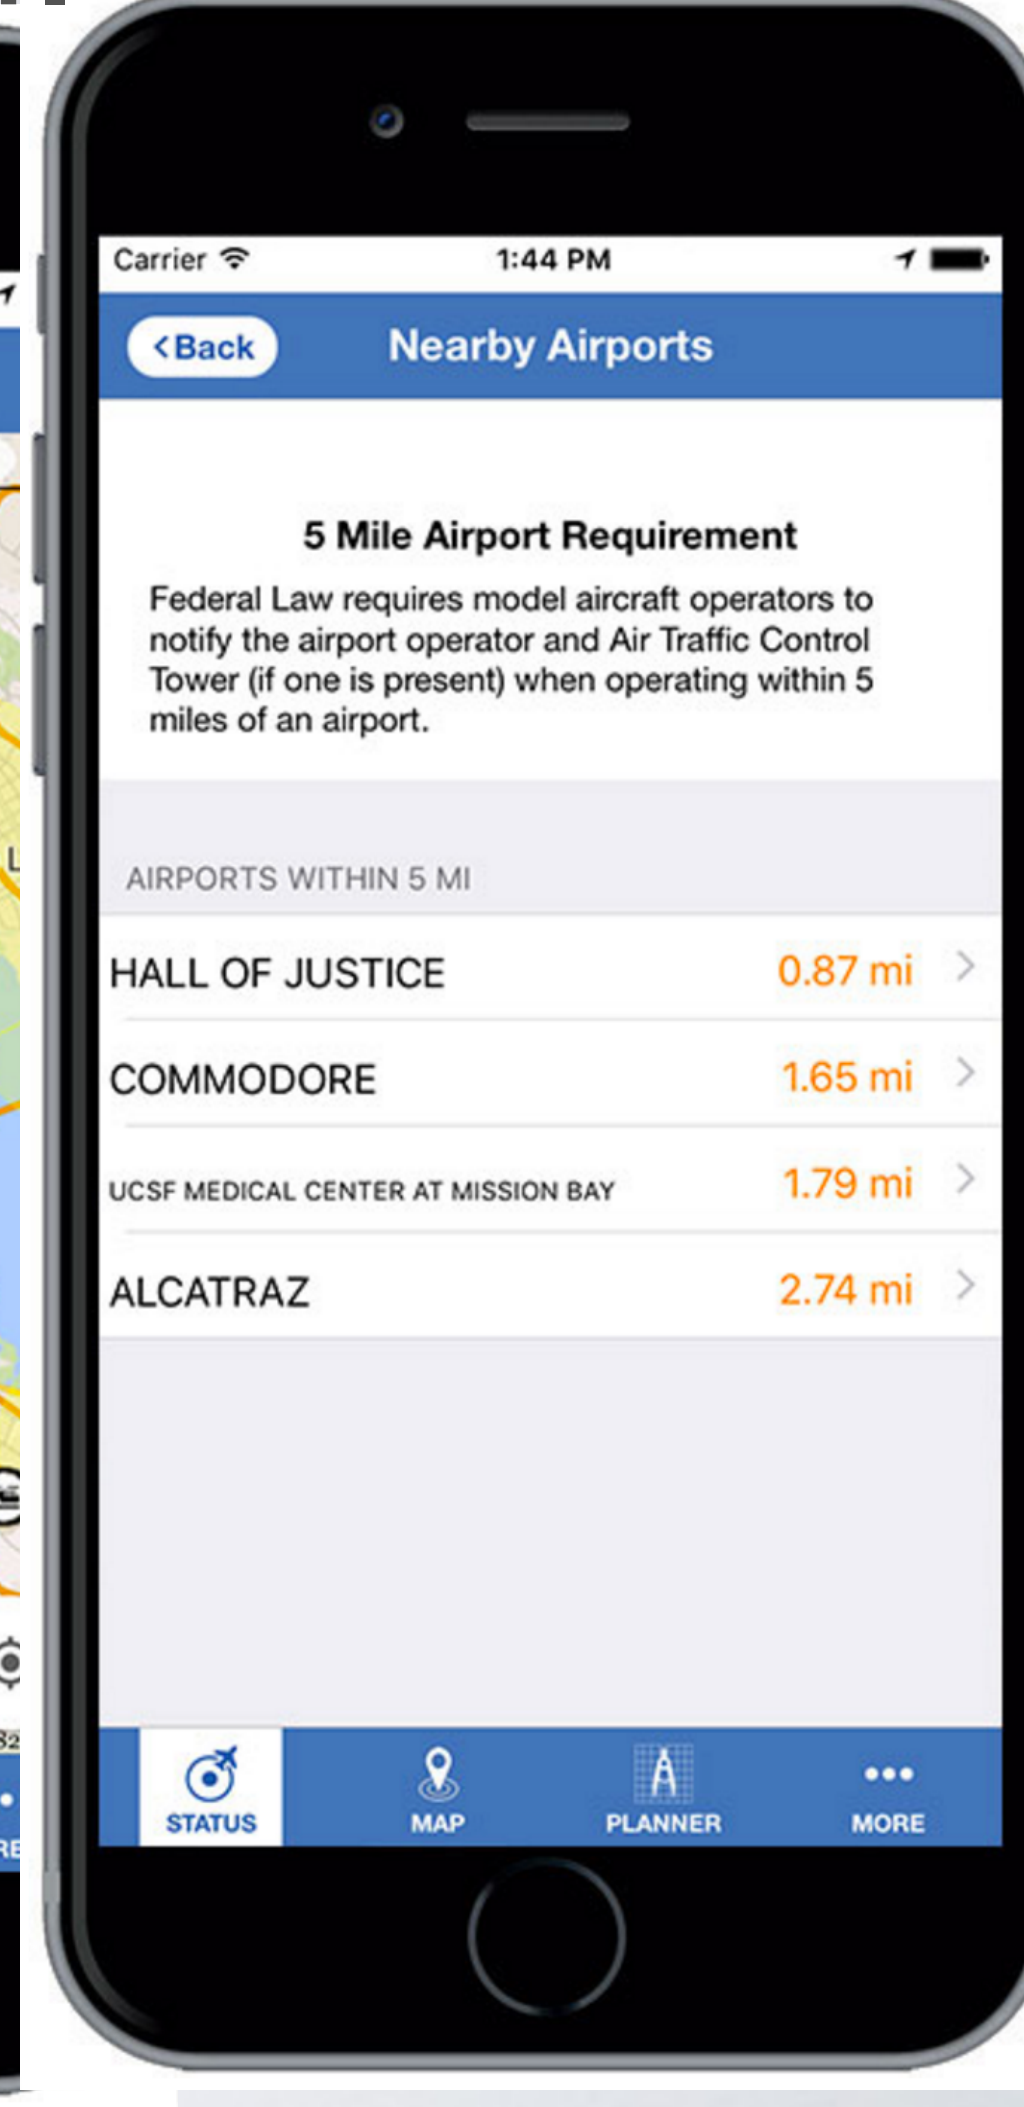 Carrier 1:44 PM
<Back Nearby Airports
5 Mile Airport Requirement
Federal Law requires model aircraft operators to
notify the airport operator and Air Traffic Control
Tower (if one is present) when operating within 5
miles of an airport.
AIRPORTS WITHIN 5 MI
HALL OF JUSTICE 0.87 mi
COMMODORE 1.65 mi
UCSF MEDICAL CENTER AT MISSION BAY 1.79 mi
ALCATRAZ 2.74 mi
STATUS MAP PLANNER MORE